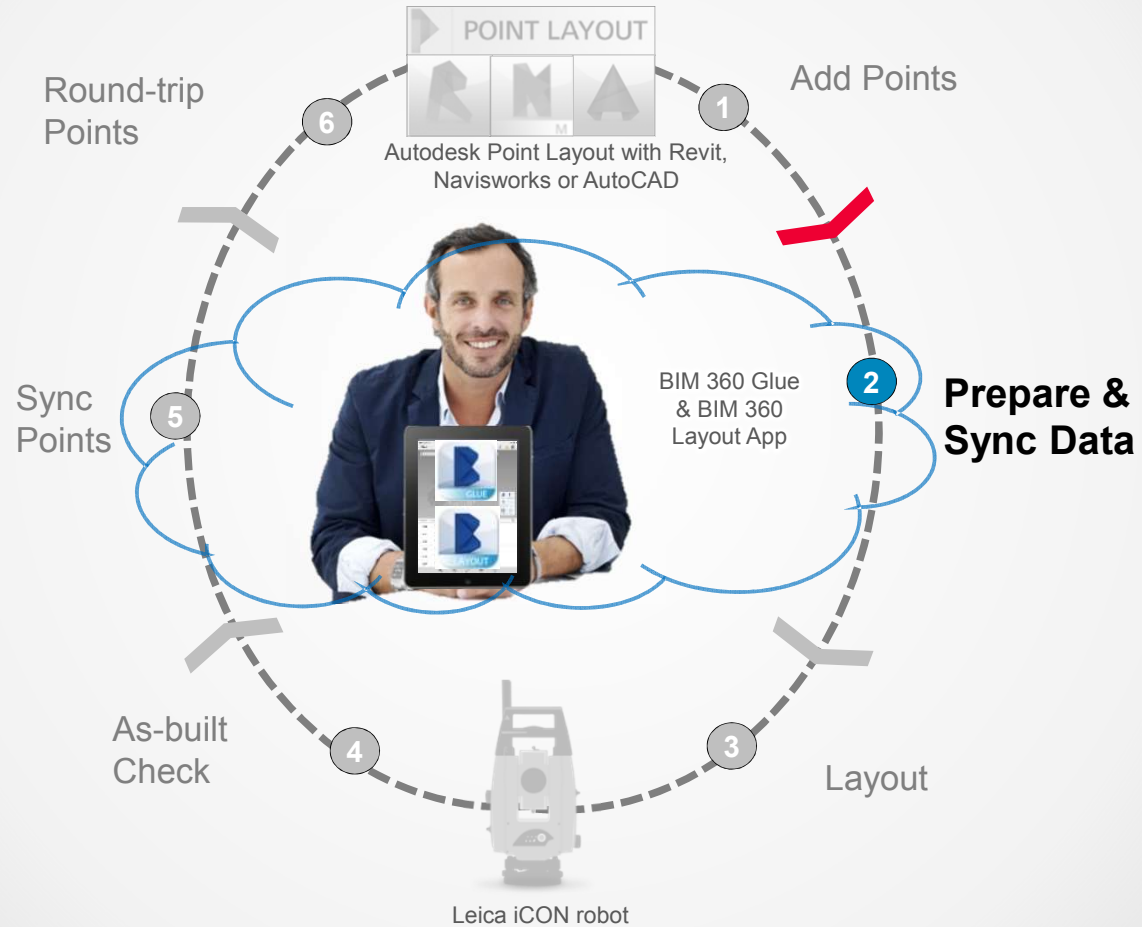 POINT LAYOUT
M
Autodesk Point Layout with Revit,
Navisworks or AutoCAD
1
Add Points
6
Round-trip
Points
2
Prepare &
Sync Data
BIM 360 Glue
& BIM 360
Layout App
5
Sync
Points
GLUE
LAYOUT
4
As-built
Check
3
Layout
Leica iCON robot